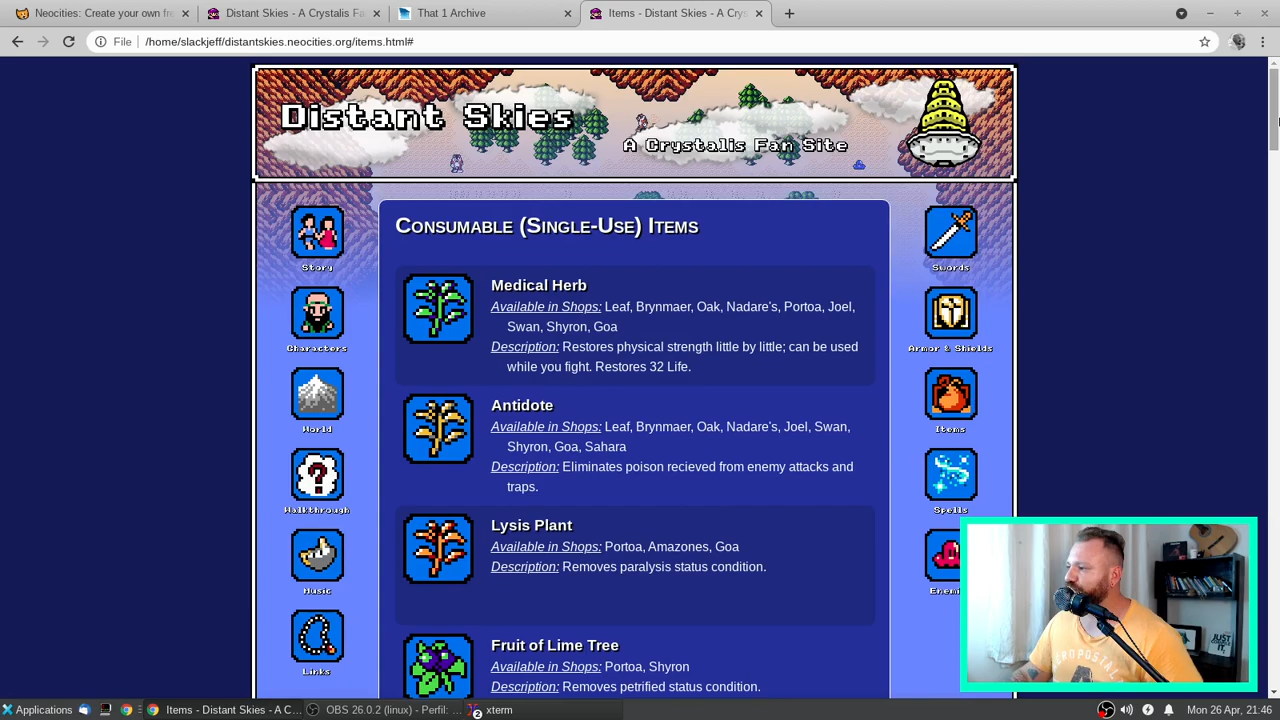 Neocities: Create your own fre
Distant Skies - A Crystalis Fa
That 1 Archive
Items - Distant Skies - A Crys
File
/home/slackjeff/distantskies.neocities.org/items.html#
Distant Skies
A Crystalis Fan Site
Story
Characters
World
Walkthrough
Music
Links
Consumable (Single-Use) Items
Medical Herb
Available in Shops: Leaf, Brynmaer, Oak, Nadare's, Portoa, Joel,
Swan, Shyron, Goa
Description: Restores physical strength little by little; can be used
while you fight. Restores 32 Life.
Antidote
Available in Shops: Leaf, Brynmaer, Oak, Nadare's, Joel, Swan,
Shyron, Goa, Sahara
Description: Eliminates poison recieved from enemy attacks and
traps.
Lysis Plant
Available in Shops: Portoa, Amazones, Goa
Description: Removes paralysis status condition.
Fruit of Lime Tree
Available in Shops: Portoa, Shyron
Description: Removes petrified status condition.
Swords
Armor & Shields
Items
Spells
Enemi
JUST
Applications
Items - Distant Skies - A C...
OBS 26.0.2 (linux) - Perfil: ...
2
xterm
Mon 26 Apr, 21:46